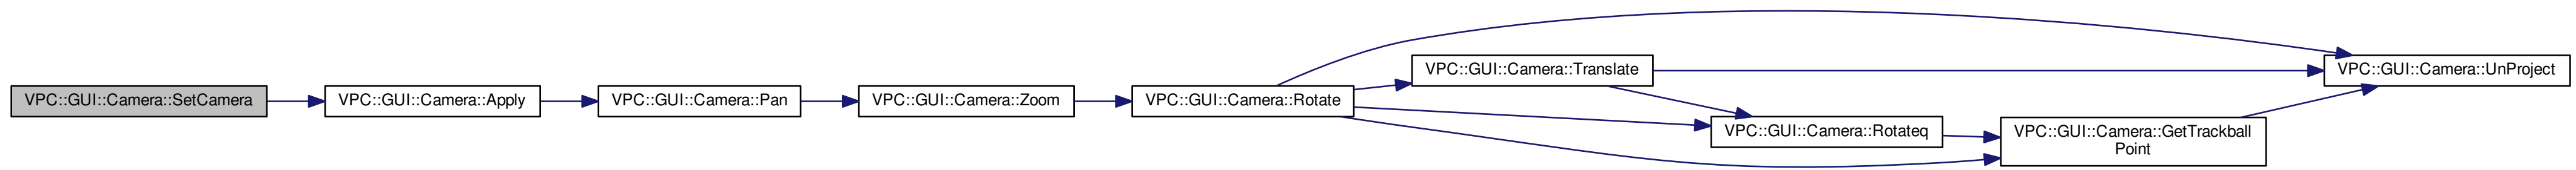 VPC::GUI::Camera::SetCamera
VPC::GUI::Camera::Apply
VPC::GUI::Camera::Pan
VPC::GUI::Camera::Zoom
VPC::GUI::Camera::Rotate
VPC::GUI::Camera::Translate
VPC::GUI::Camera::Rotateq
VPC::GUI::Camera::GetTrackball
Point
VPC::GUI::Camera::UnProject